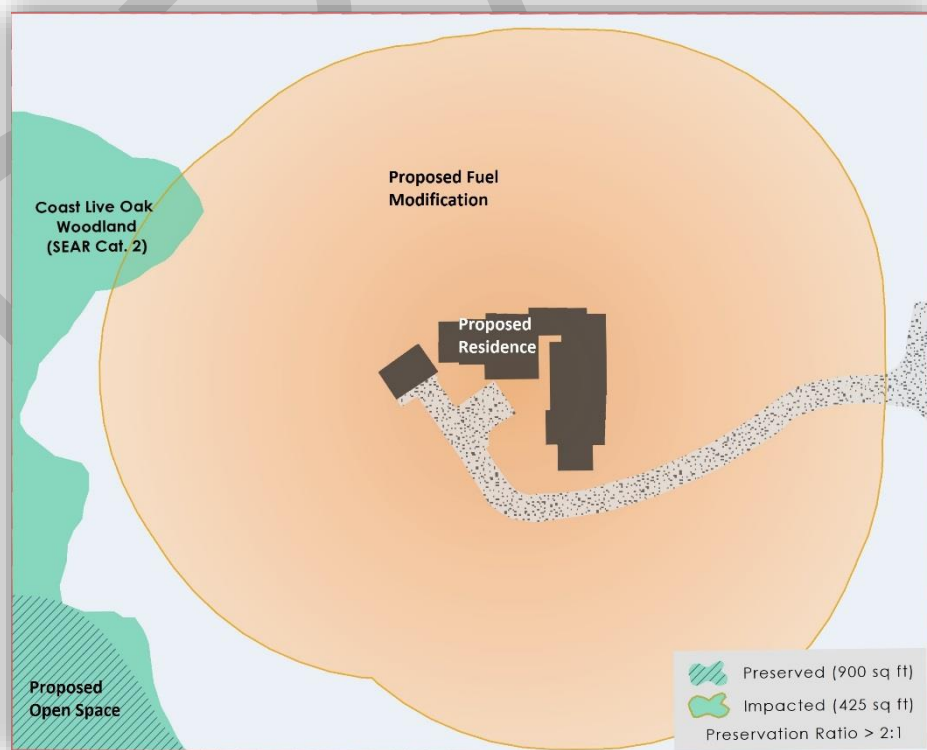 Proposed Fuel
Modification
Coast Live Oak
Woodland
(SEAR Cat. 2)
Proposed
Residence
Proposed
Open Space
Preserved (900 sq ft)
Impacted (425 sq ft)
Preservation Ratio > 2:1